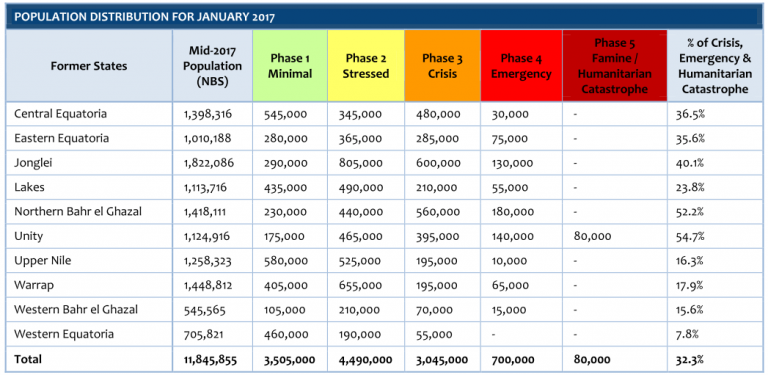 POPULATION DISTRIBUTION FOR JANUARY 2017
Former States | Mid-2017 Population (NBS) | Phase 1 Minimal | Phase 2 Stressed | Phase 3 Crisis | Phase 4 Emergency | Phase 5 Famine / Humanitarian Catastrophe | % of Crisis, Emergency & Humanitarian Catastrophe
Central Equatoria | 1,398,316 | 545,000 | 345,000 | 480,000 | 30,000 | - | 36.5%
Eastern Equatoria | 1,010,188 | 280,000 | 365,000 | 285,000 | 75,000 | - | 35.6%
Jonglei | 1,822,086 | 290,000 | 805,000 | 600,000 | 130,000 | - | 40.1%
Lakes | 1,113,716 | 435,000 | 490,000 | 210,000 | 55,000 | - | 23.8%
Northern Bahr el Ghazal | 1,418,111 | 230,000 | 440,000 | 560,000 | 180,000 | - | 52.2%
Unity | 1,124,916 | 175,000 | 465,000 | 395,000 | 140,000 | 80,000 | 54.7%
Upper Nile | 1,258,323 | 580,000 | 525,000 | 195,000 | 10,000 | - | 16.3%
Warrap | 1,448,812 | 405,000 | 655,000 | 195,000 | 65,000 | - | 17.9%
Western Bahr el Ghazal | 545,565 | 105,000 | 210,000 | 70,000 | 15,000 | - | 15.6%
Western Equatoria | 705,821 | 460,000 | 190,000 | 55,000 | - | - | 7.8%
Total | 11,845,855 | 3,505,000 | 4,490,000 | 3,045,000 | 700,000 | 80,000 | 32.3%